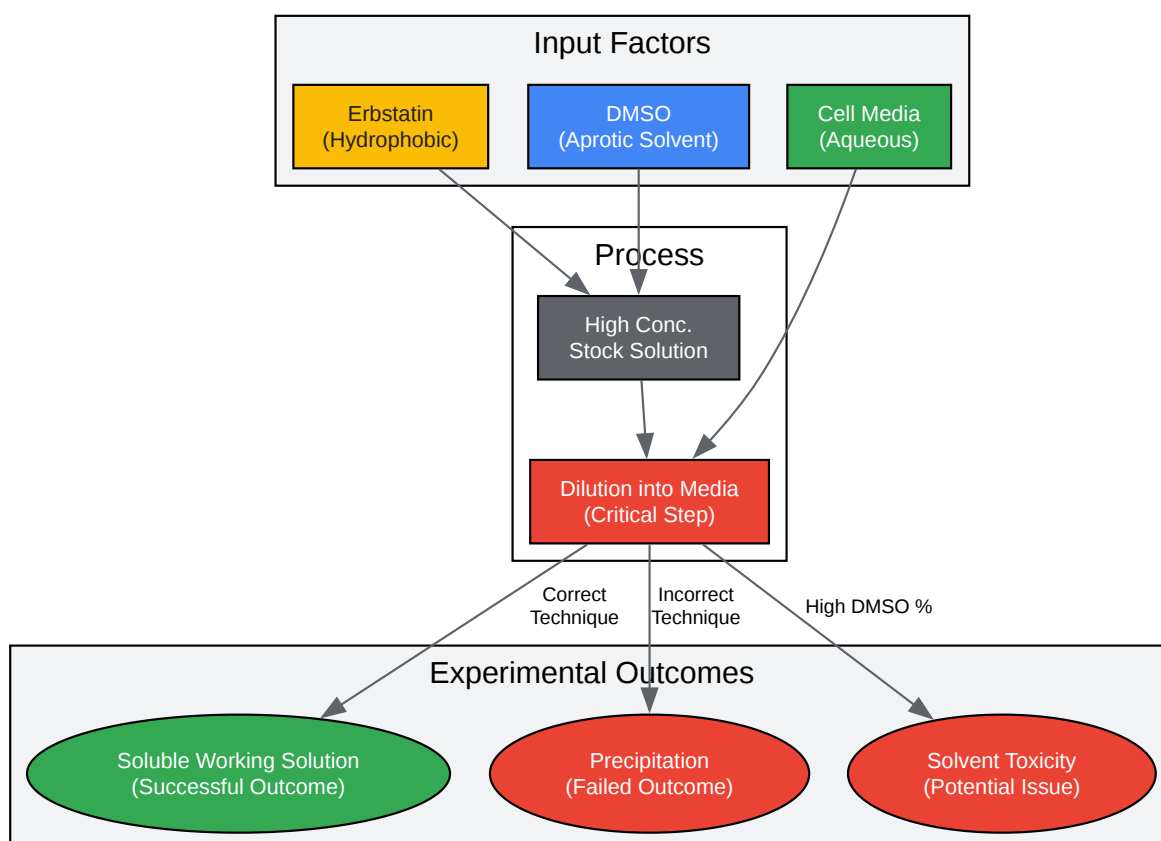 Input Factors
Erbstatin
(Hydrophobic)
DMSO
(Aprotic Solvent)
Cell Media
(Aqueous)
Process
High Conc.
Stock Solution
Dilution into Media
(Critical Step)
Correct
Technique
Incorrect
Technique
High DMSO %
Experimental Outcomes
Soluble Working Solution
(Successful Outcome)
Precipitation
(Failed Outcome)
Solvent Toxicity
(Potential Issue)